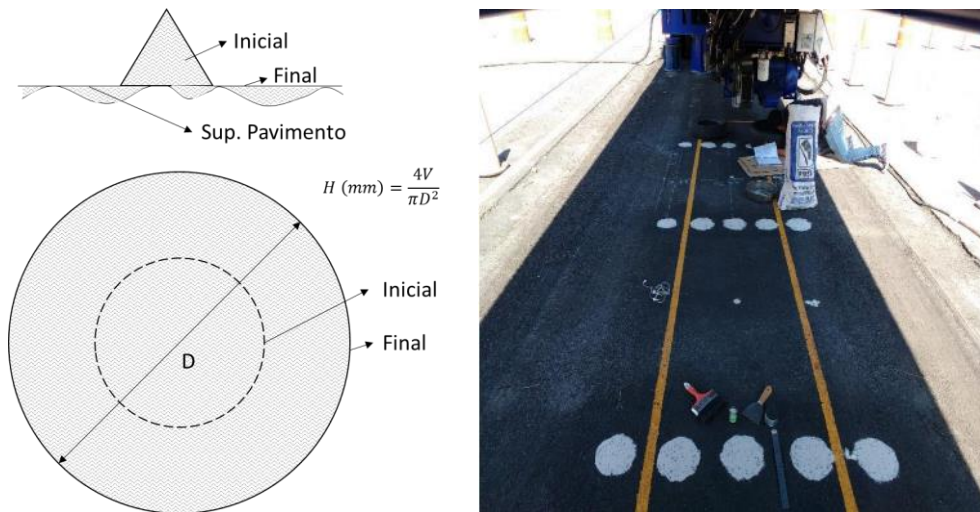 Inicial
Final
Sup. Pavimento
H (mm) = 4V / πD²
Inicial
Final
D